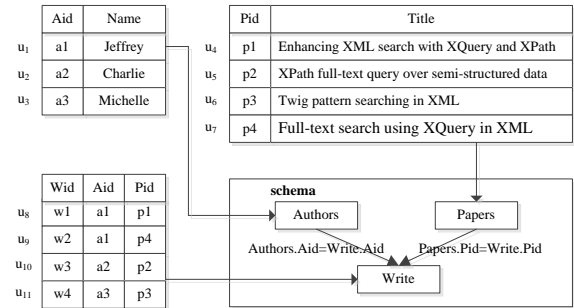 Aid Name
u1 a1 Jeffrey
u2 a2 Charlie
u3 a3 Michelle
Pid Title
u4 p1 Enhancing XML search with XQuery and XPath
u5 p2 XPath full-text query over semi-structured data
u6 p3 Twig pattern searching in XML
u7 p4 Full-text search using XQuery in XML
Wid Aid Pid
u8 w1 a1 p1
u9 w2 a1 p4
u10 w3 a2 p2
u11 w4 a3 p3
schema
Authors Papers
Authors.Aid=Write.Aid Papers.Pid=Write.Pid
Write